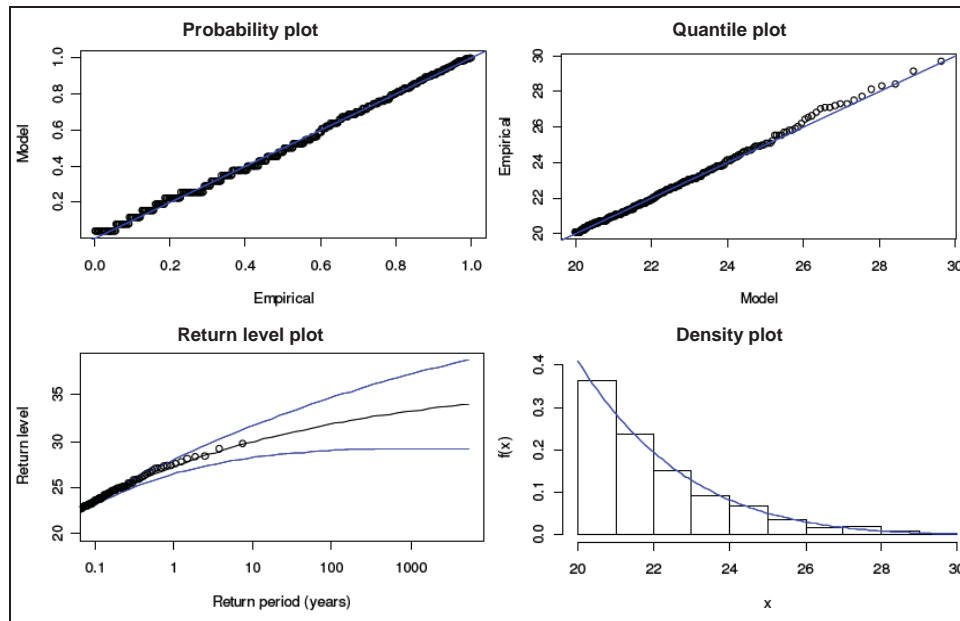 Probability plot
Model
0.2 0.4 0.6 0.8 1.0
0.0 0.2 0.4 0.6 0.8 1.0
Empirical
Quantile plot
Empirical
20 22 24 26 28 30
20 22 24 26 28 30
Model
Return level plot
Return level
20 25 30 35
0.1 1 10 100 1000
Return period (years)
Density plot
f(x)
0.0 0.1 0.2 0.3 0.4
20 22 24 26 28 30
x